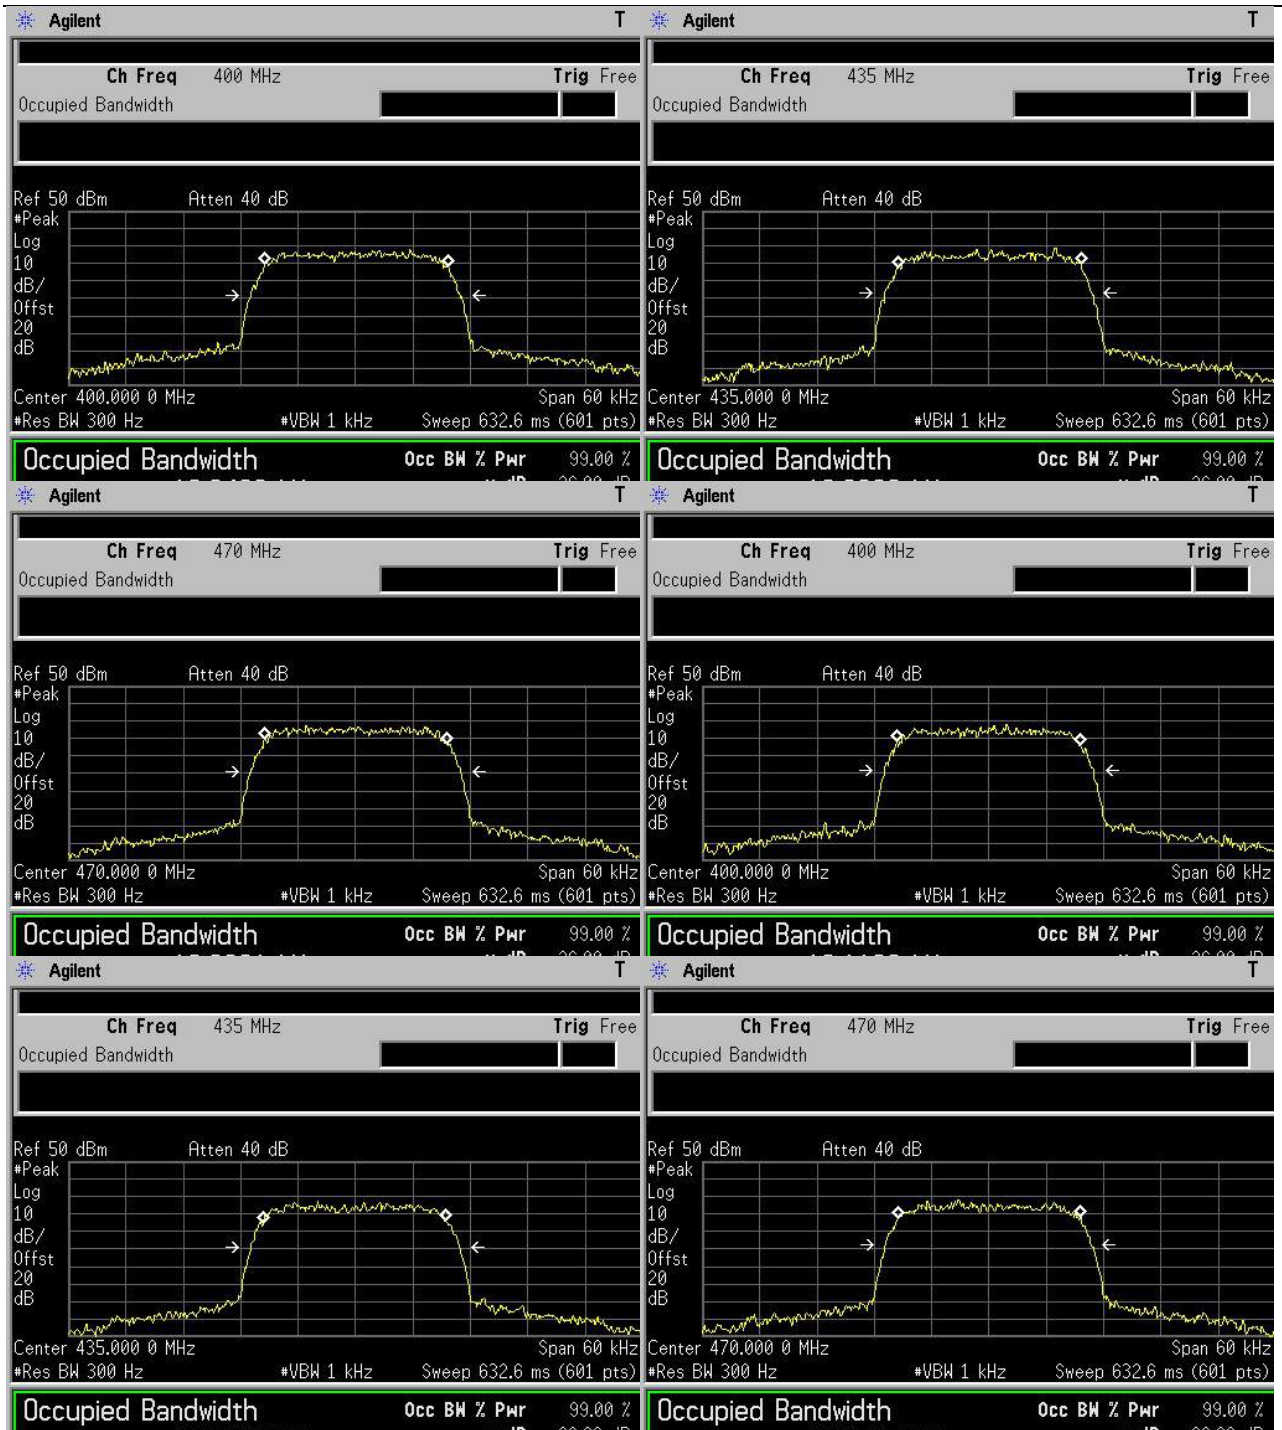 Agilent T
Ch Freq 400 MHz Trig Free
Occupied Bandwidth
Ref 50 dBm Atten 40 dB
#Peak
Log
10
dB/
Offst
20
dB
Center 400.000 0 MHz Span 60 kHz
#Res BW 300 Hz #VBW 1 kHz Sweep 632.6 ms (601 pts)
Occupied Bandwidth Occ BW % Pwr 99.00 %
Agilent T
Ch Freq 435 MHz Trig Free
Occupied Bandwidth
Ref 50 dBm Atten 40 dB
#Peak
Log
10
dB/
Offst
20
dB
Center 435.000 0 MHz Span 60 kHz
#Res BW 300 Hz #VBW 1 kHz Sweep 632.6 ms (601 pts)
Occupied Bandwidth Occ BW % Pwr 99.00 %
Agilent T
Ch Freq 470 MHz Trig Free
Occupied Bandwidth
Ref 50 dBm Atten 40 dB
#Peak
Log
10
dB/
Offst
20
dB
Center 470.000 0 MHz Span 60 kHz
#Res BW 300 Hz #VBW 1 kHz Sweep 632.6 ms (601 pts)
Occupied Bandwidth Occ BW % Pwr 99.00 %
Agilent T
Ch Freq 400 MHz Trig Free
Occupied Bandwidth
Ref 50 dBm Atten 40 dB
#Peak
Log
10
dB/
Offst
20
dB
Center 400.000 0 MHz Span 60 kHz
#Res BW 300 Hz #VBW 1 kHz Sweep 632.6 ms (601 pts)
Occupied Bandwidth Occ BW % Pwr 99.00 %
Agilent T
Ch Freq 435 MHz Trig Free
Occupied Bandwidth
Ref 50 dBm Atten 40 dB
#Peak
Log
10
dB/
Offst
20
dB
Center 435.000 0 MHz Span 60 kHz
#Res BW 300 Hz #VBW 1 kHz Sweep 632.6 ms (601 pts)
Occupied Bandwidth Occ BW % Pwr 99.00 %
Agilent T
Ch Freq 470 MHz Trig Free
Occupied Bandwidth
Ref 50 dBm Atten 40 dB
#Peak
Log
10
dB/
Offst
20
dB
Center 470.000 0 MHz Span 60 kHz
#Res BW 300 Hz #VBW 1 kHz Sweep 632.6 ms (601 pts)
Occupied Bandwidth Occ BW % Pwr 99.00 %